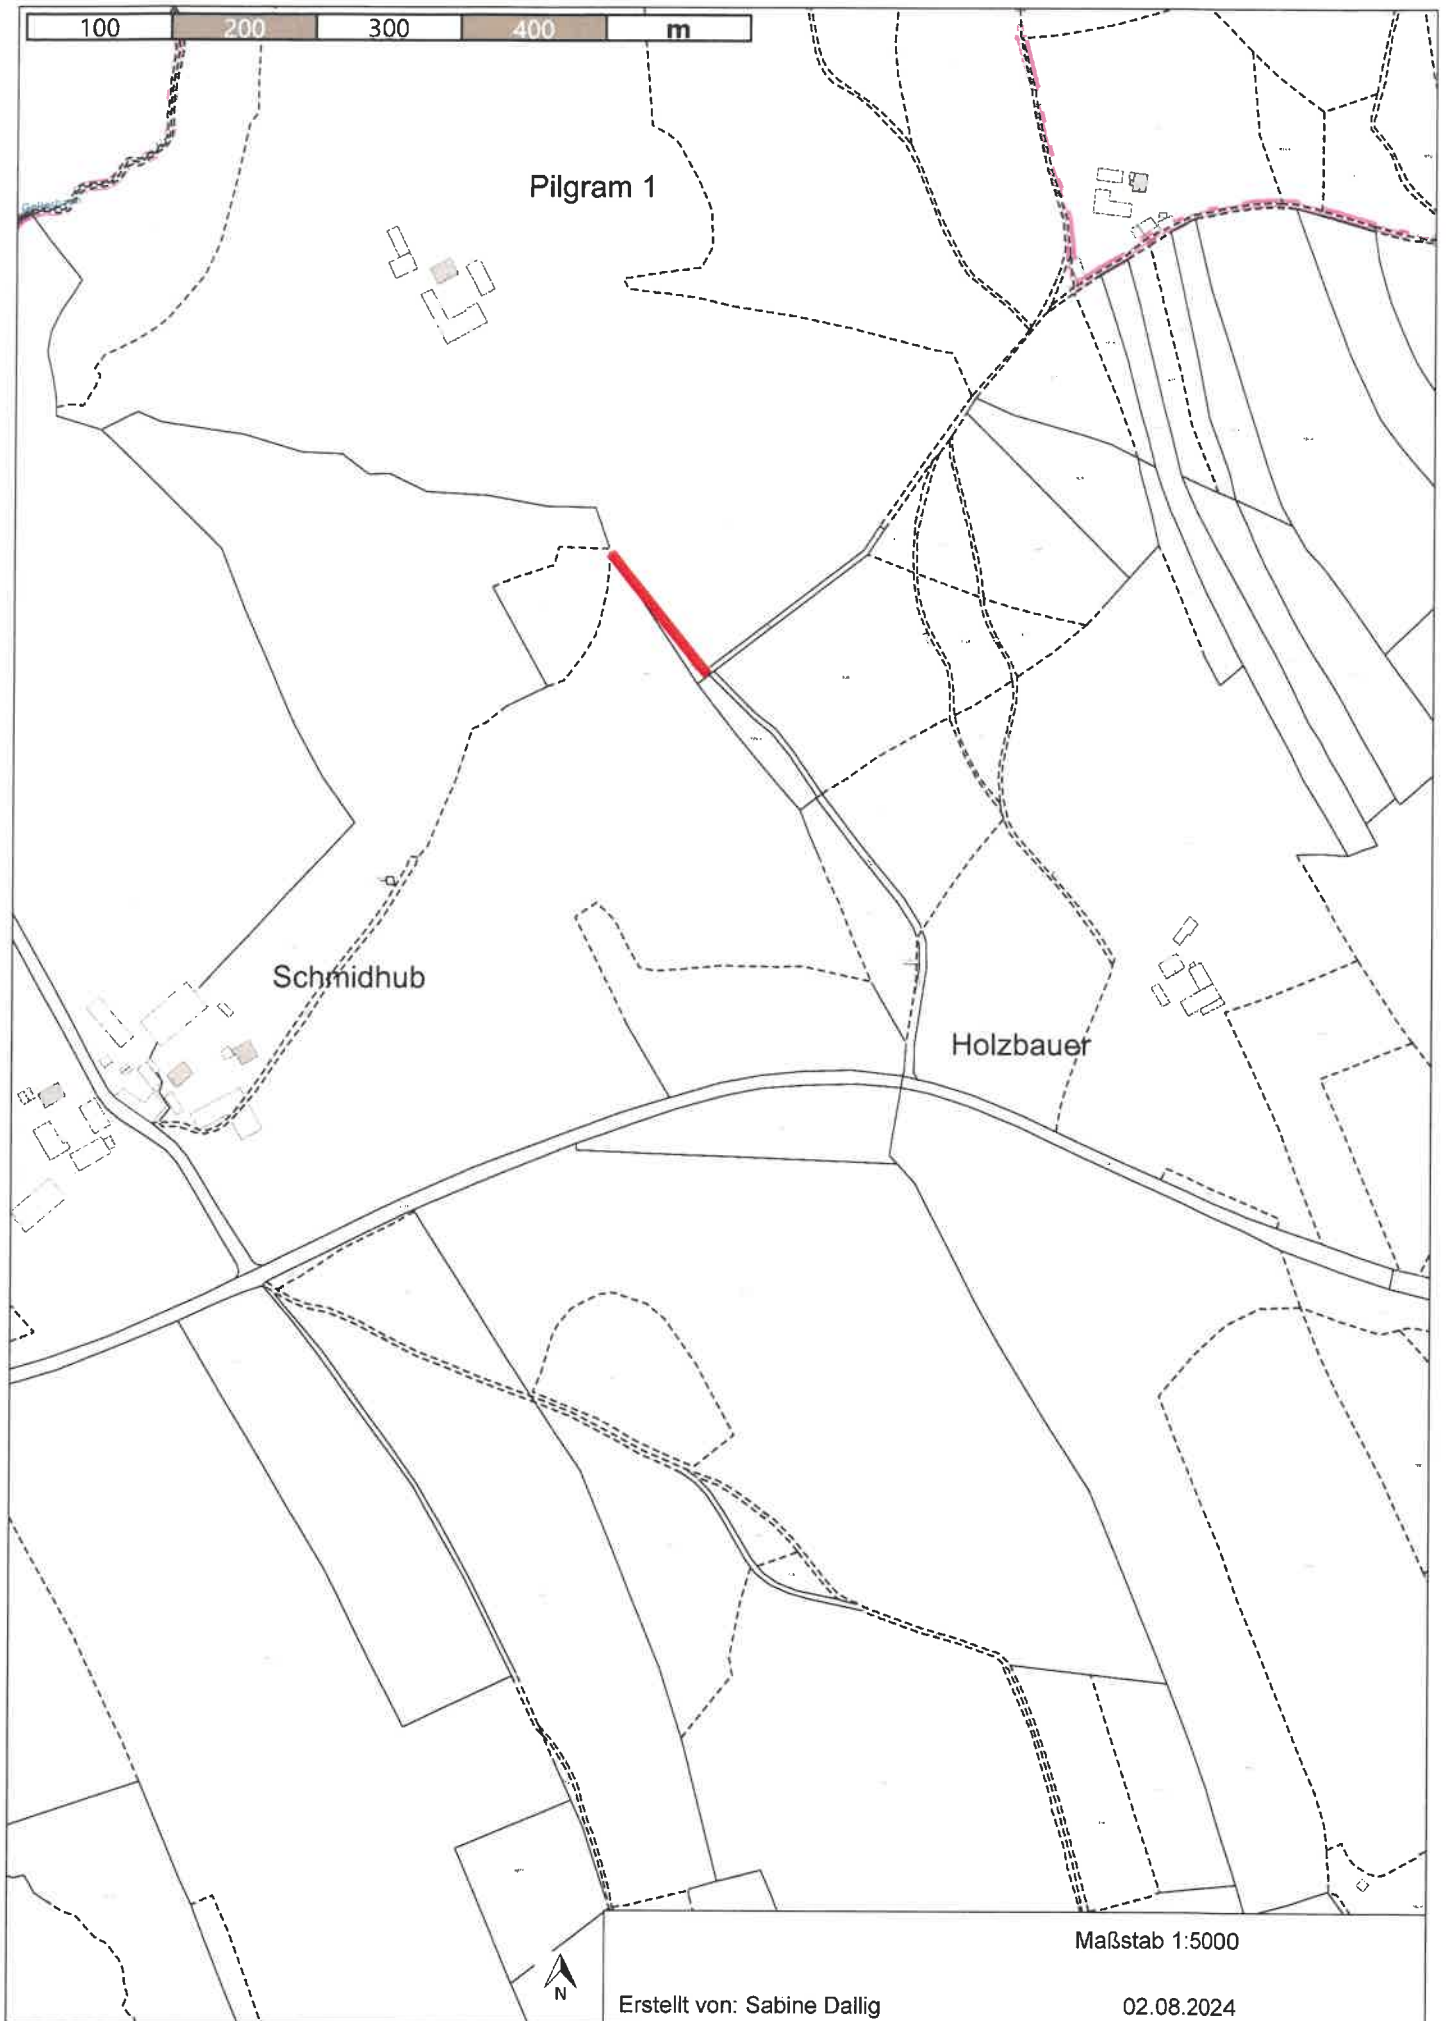 100 200 300 400 m
Pilgram 1
Schmidhub
Holzbauer
Maßstab 1:5000
N
Erstellt von: Sabine Dallig 02.08.2024